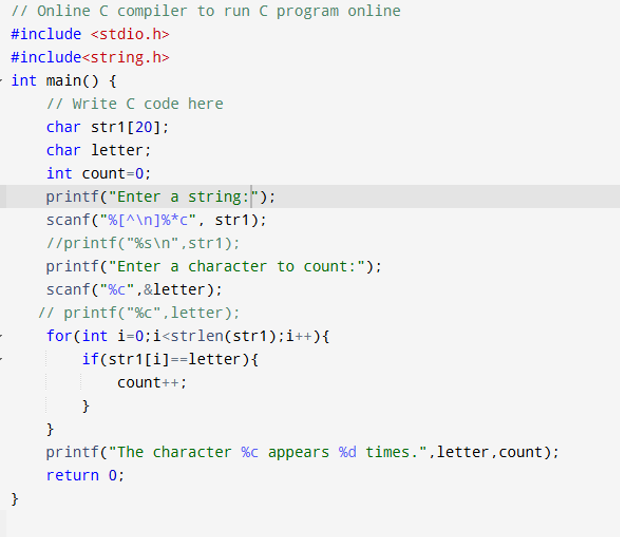 // Online C compiler to run C program online
#include <stdio.h>
#include<string.h>
int main() {
    // Write C code here
    char str1[20];
    char letter;
    int count=0;
    printf("Enter a string:");
    scanf("%[^\n]%*c", str1);
    //printf("%s\n",str1);
    printf("Enter a character to count:");
    scanf("%c",&letter);
   // printf("%c",letter);
    for(int i=0;i<strlen(str1);i++){
        if(str1[i]==letter){
            count++;
        }
    }
    printf("The character %c appears %d times.",letter,count);
    return 0;
}